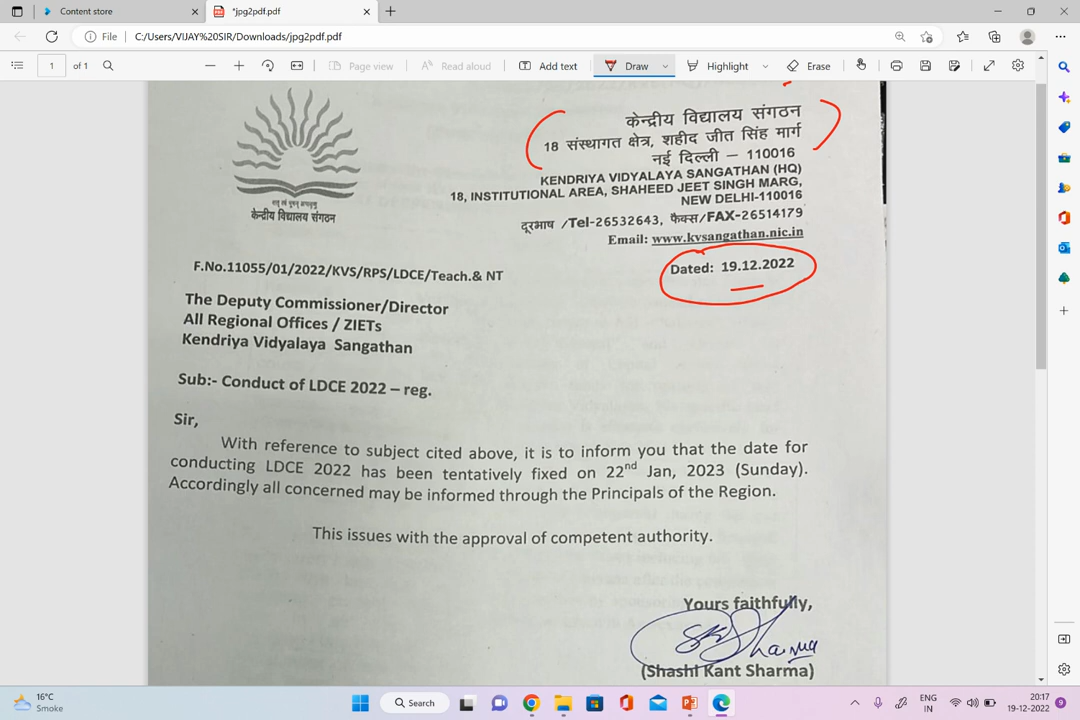 Content store
*jpg2pdf.pdf
File C:/Users/VIJAY%20SIR/Downloads/jpg2pdf.pdf
1 of 1 Page view Read aloud Add text Draw Highlight Erase
केन्द्रीय विद्यालय संगठन
18 संस्थागत क्षेत्र, शहीद जीत सिंह मार्ग
नई दिल्ली – 110016
KENDRIYA VIDYALAYA SANGATHAN (HQ)
18, INSTITUTIONAL AREA, SHAHEED JEET SINGH MARG,
NEW DELHI-110016
दूरभाष /Tel-26532643, फैक्स/FAX-26514179
Email: www.kvsangathan.nic.in
केन्द्रीय विद्यालय संगठन
Dated: 19.12.2022
F.No.11055/01/2022/KVS/RPS/LDCE/Teach.& NT
The Deputy Commissioner/Director
All Regional Offices / ZIETs
Kendriya Vidyalaya Sangathan
Sub:- Conduct of LDCE 2022 – reg.
Sir,
With reference to subject cited above, it is to inform you that the date for
conducting LDCE 2022 has been tentatively fixed on 22nd Jan, 2023 (Sunday).
Accordingly all concerned may be informed through the Principals of the Region.
This issues with the approval of competent authority.
Yours faithfully,
SKSharma
(Shashi Kant Sharma)
16°C
Smoke
Search
ENG
IN
20:17
19-12-2022
9